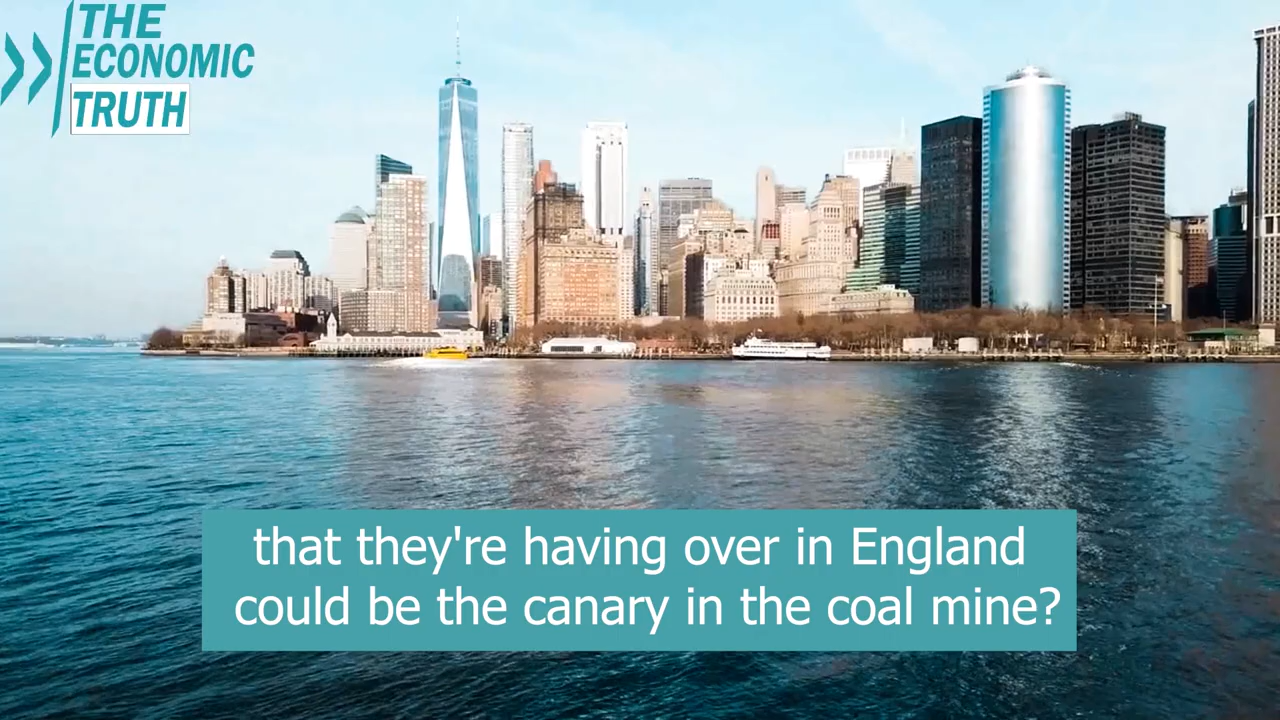 THE
ECONOMIC
TRUTH
that they're having over in England
could be the canary in the coal mine?